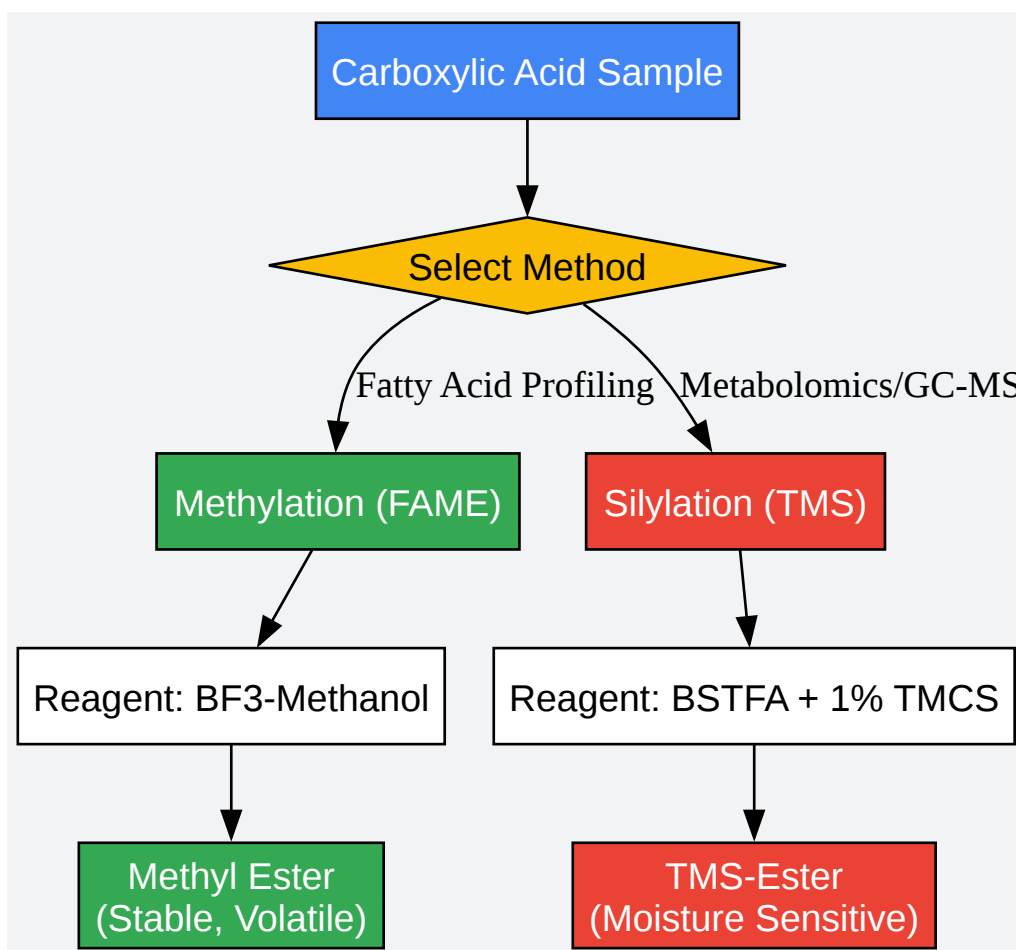 Carboxylic Acid Sample
Select Method
Fatty Acid Profiling
Metabolomics/GC-MS
Methylation (FAME)
Silylation (TMS)
Reagent: BF3-Methanol
Reagent: BSTFA + 1% TMCS
Methyl Ester
(Stable, Volatile)
TMS-Ester
(Moisture Sensitive)